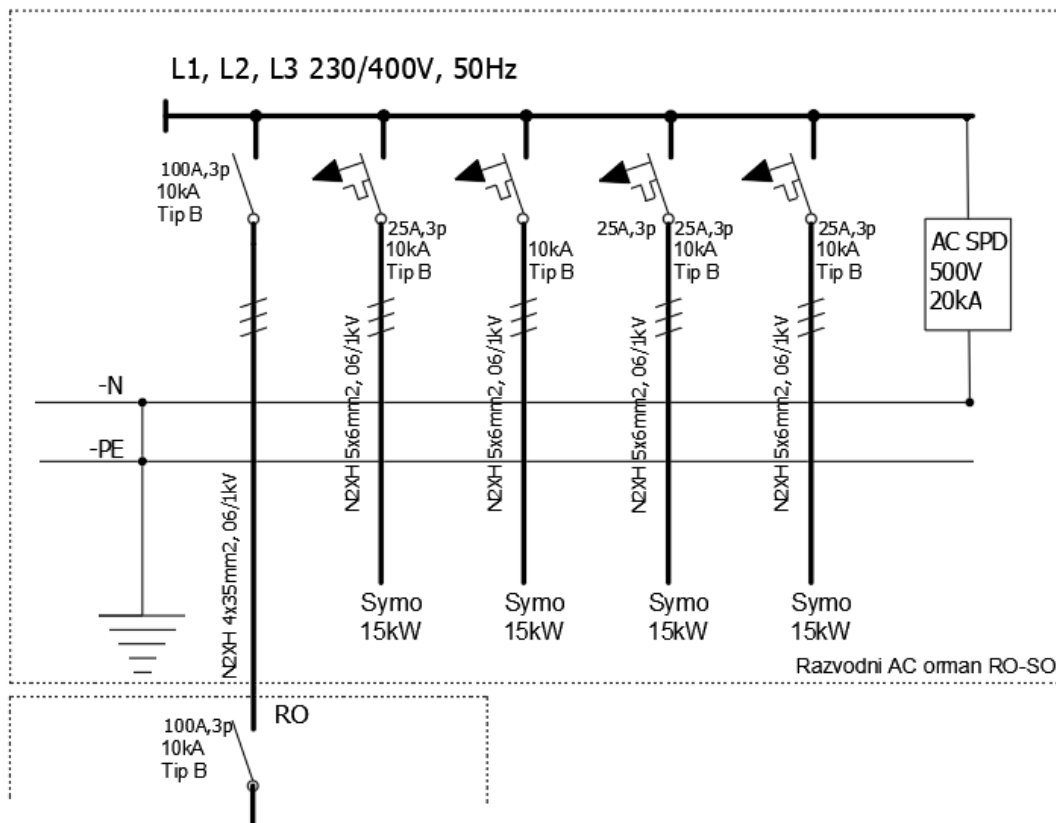 L1, L2, L3 230/400V, 50Hz
100A,3p
10kA
Tip B
25A,3p
10kA
Tip B
10kA
Tip B
25A,3p
25A,3p
10kA
Tip B
25A,3p
10kA
Tip B
AC SPD
500V
20kA
-N
-PE
N2XH 4x35mm2, 06/1kV
N2XH 5x6mm2, 06/1kV
N2XH 5x6mm2, 06/1kV
N2XH 5x6mm2, 06/1kV
N2XH 5x6mm2, 06/1kV
Symo
15kW
Symo
15kW
Symo
15kW
Symo
15kW
Razvodni AC orman RO-SO
RO
100A,3p
10kA
Tip B